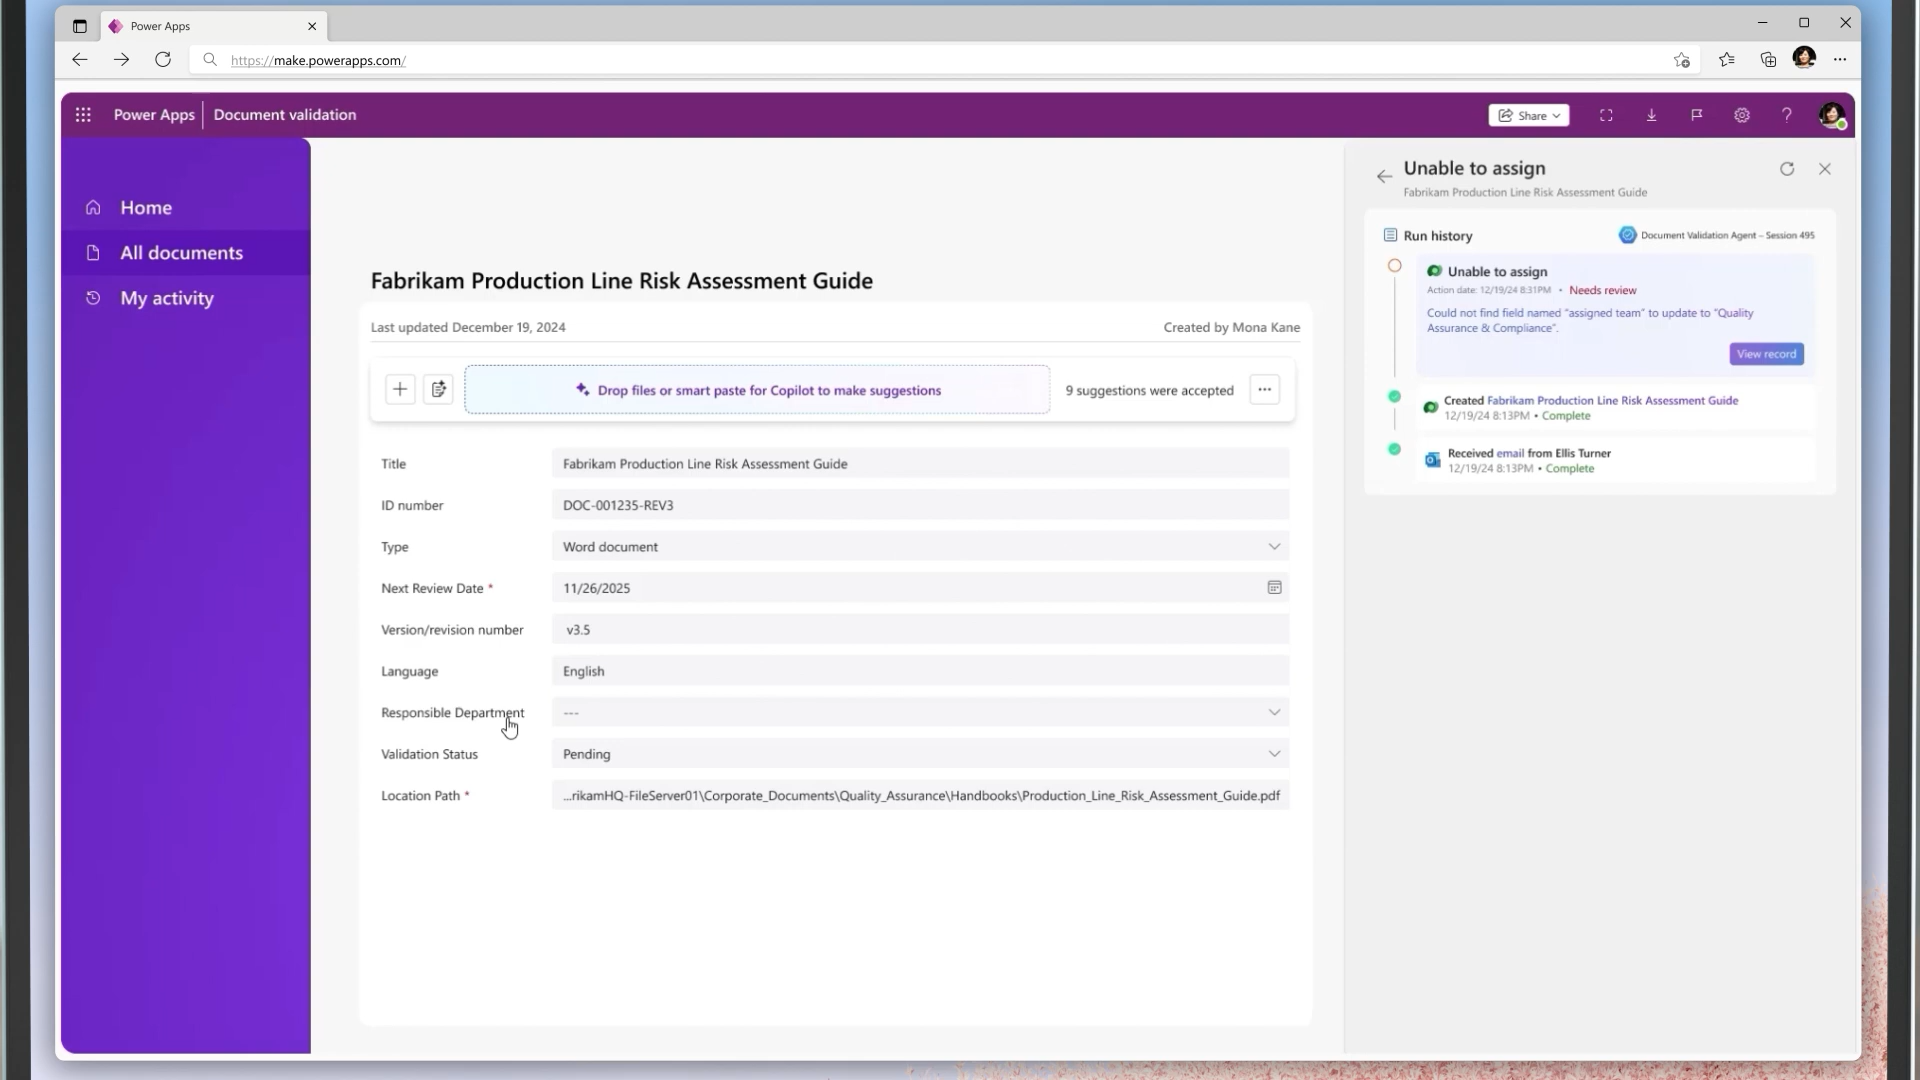 Power Apps
https://make.powerapps.com/
Power Apps
Document validation
Share
Home
All documents
My activity
Fabrikam Production Line Risk Assessment Guide
Last updated December 19, 2024
Created by Mona Kane
Drop files or smart paste for Copilot to make suggestions
9 suggestions were accepted
Title
Fabrikam Production Line Risk Assessment Guide
ID number
DOC-001235-REV3
Type
Word document
Next Review Date *
11/26/2025
Version/revision number
v3.5
Language
English
Responsible Department
---
Validation Status
Pending
Location Path *
...rikamHQ-FileServer01\Corporate_Documents\Quality_Assurance\Handbooks\Production_Line_Risk_Assessment_Guide.pdf
Unable to assign
Fabrikam Production Line Risk Assessment Guide
Run history
Document Validation Agent – Session 495
Unable to assign
Action date: 12/19/24 8:31PM • Needs review
Could not find field named “assigned team” to update to “Quality
Assurance & Compliance”.
View record
Created Fabrikam Production Line Risk Assessment Guide
12/19/24 8:13PM • Complete
Received email from Ellis Turner
12/19/24 8:13PM • Complete